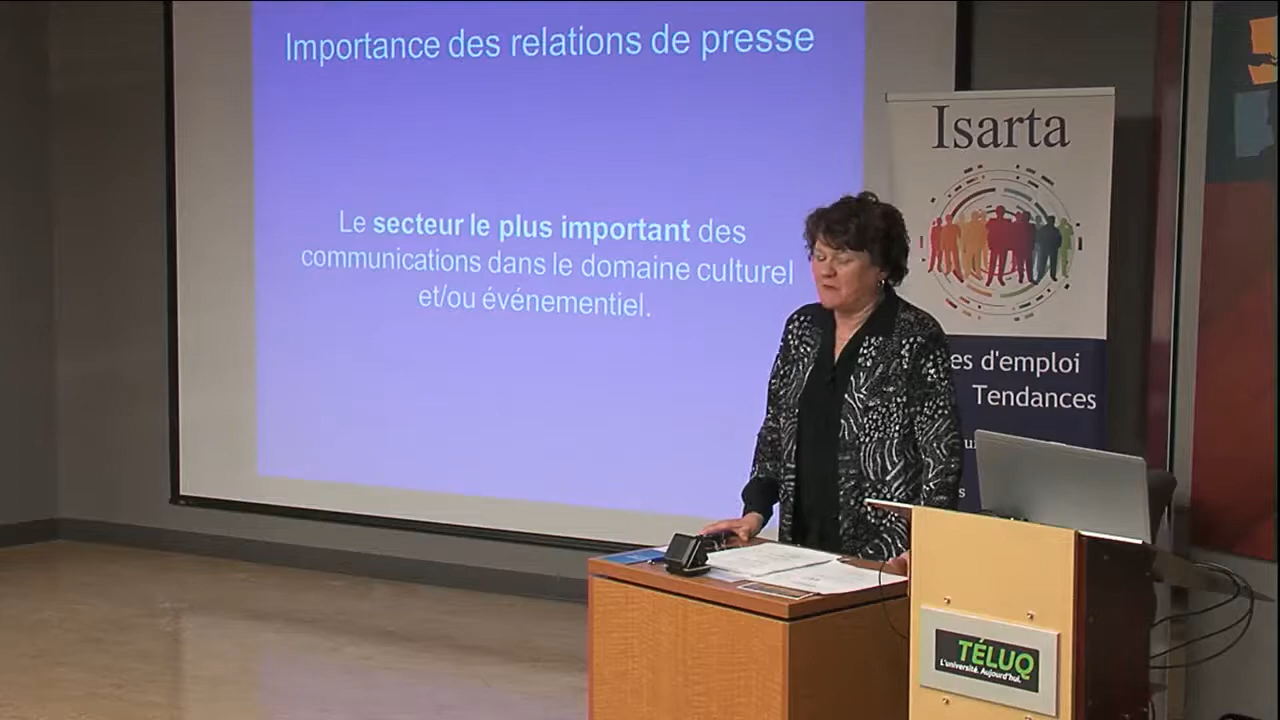 Importance des relations de presse
Le secteur le plus important des
communications dans le domaine culturel
et/ou événementiel.
Isarta
es d'emploi
Tendances
TÉLUQ
L'université. Aujourd'hui.